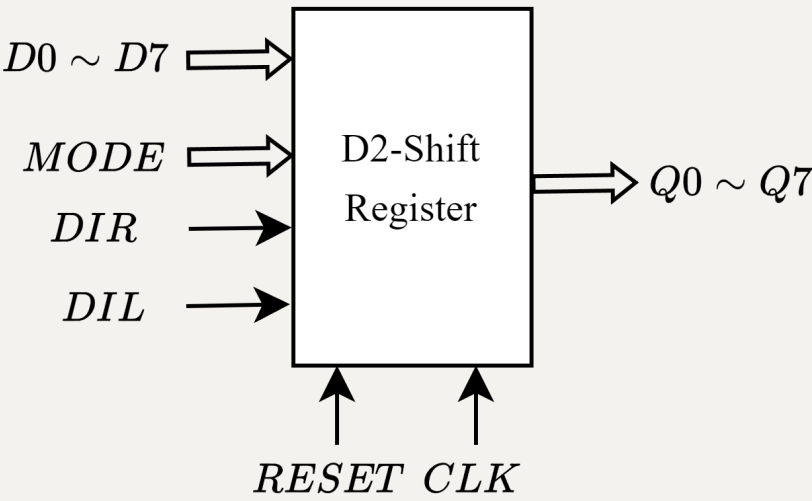 D0 ~ D7
MODE
DIR
DIL
D2-Shift
Register
Q0 ~ Q7
RESET CLK